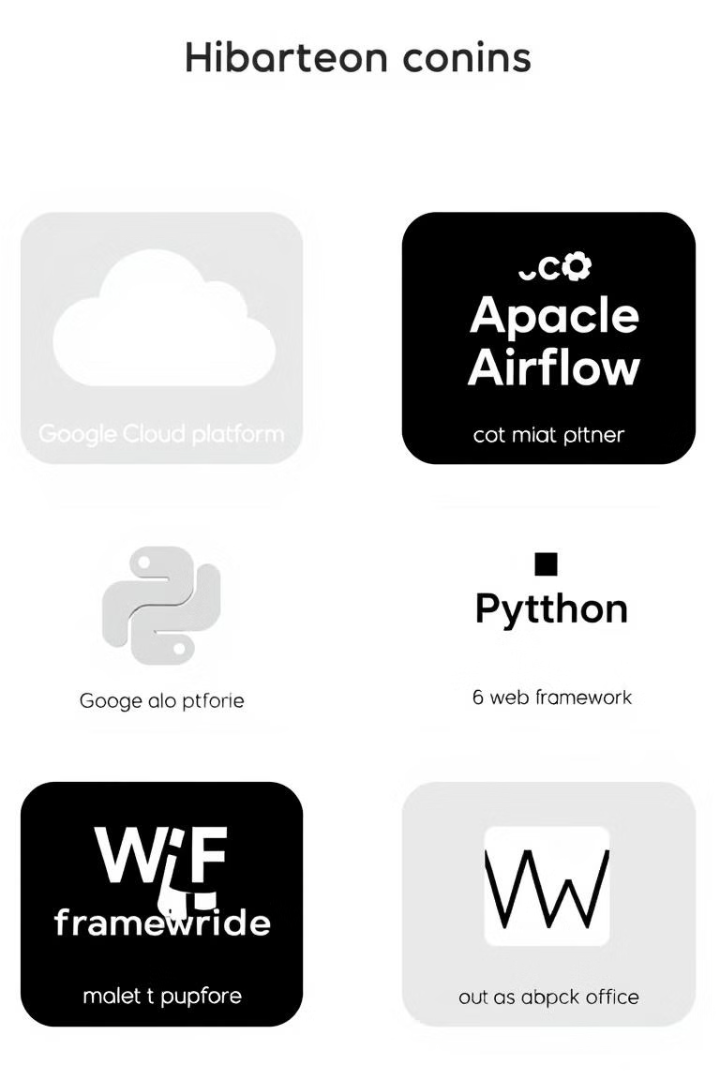 Hibarteon conins
Google Cloud platform
Apacle
Airflow
cot miat pltner
Googe alo ptforie
Pytthon
6 web framework
framewride
malet t pupfore
out as abpck office